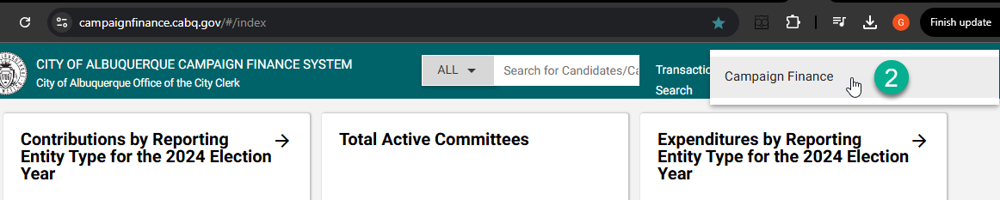 campaignfinance.cabq.gov/#/index
G
Finish update
CITY OF ALBUQUERQUE CAMPAIGN FINANCE SYSTEM
City of Albuquerque Office of the City Clerk
ALL
Search for Candidates/Ca
Transactio
Search
Campaign Finance
2
Contributions by Reporting
Entity Type for the 2024 Election
Year
Total Active Committees
Expenditures by Reporting
Entity Type for the 2024 Election
Year